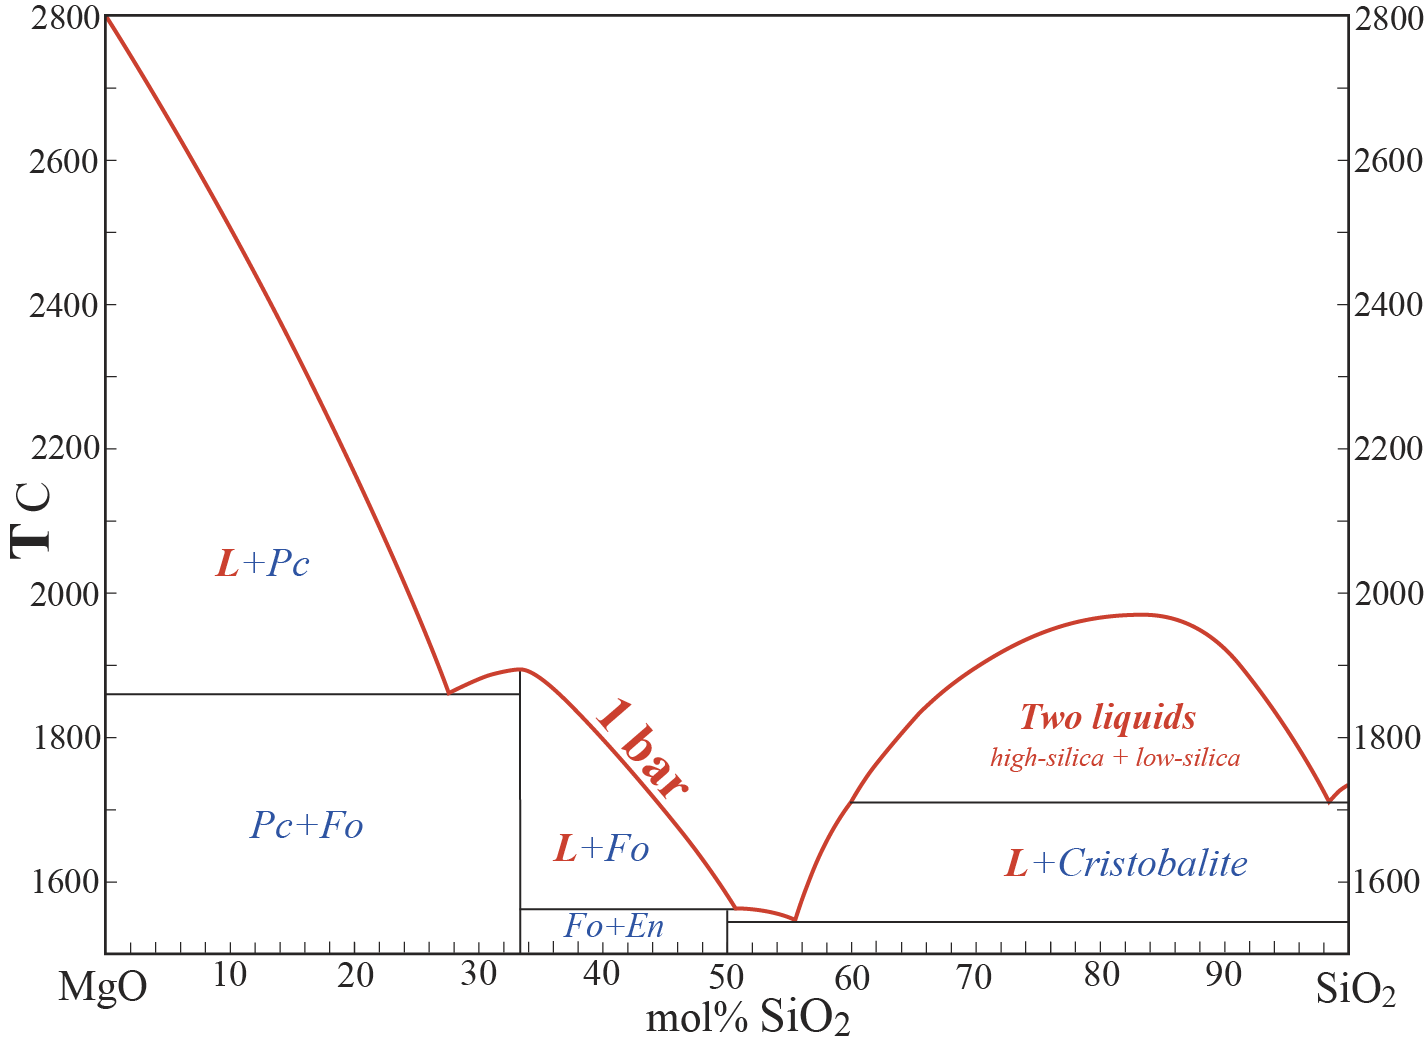 2800
2800
2600
2600
2400
2400
2200
2200
T C
L+Pc
2000
2000
1 bar
Two liquids
high-silica + low-silica
1800
1800
Pc+Fo
L+Fo
L+Cristobalite
1600
1600
Fo+En
MgO
10
20
30
40
50
60
70
80
90
SiO₂
mol% SiO₂